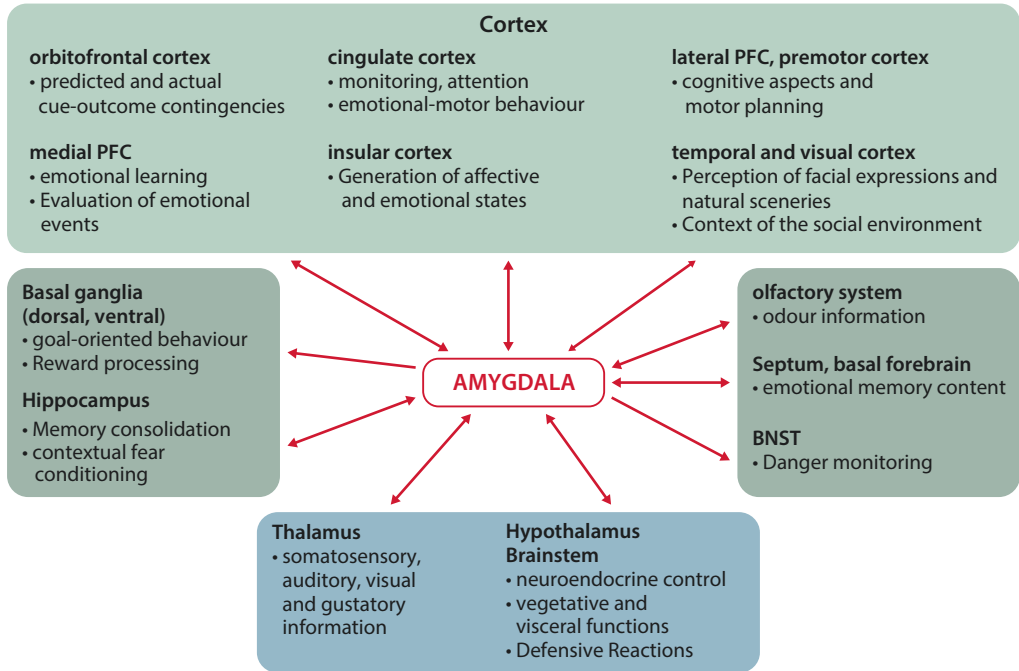 Cortex
orbitofrontal cortex
• predicted and actual
cue-outcome contingencies
cingulate cortex
• monitoring, attention
• emotional-motor behaviour
lateral PFC, premotor cortex
• cognitive aspects and
motor planning
medial PFC
• emotional learning
• Evaluation of emotional
events
insular cortex
• Generation of affective
and emotional states
temporal and visual cortex
• Perception of facial expressions and
natural sceneries
• Context of the social environment
Basal ganglia
(dorsal, ventral)
• goal-oriented behaviour
• Reward processing
Hippocampus
• Memory consolidation
• contextual fear
conditioning
AMYGDALA
olfactory system
• odour information
Septum, basal forebrain
• emotional memory content
BNST
• Danger monitoring
Thalamus
• somatosensory,
auditory, visual
and gustatory
information
Hypothalamus
Brainstem
• neuroendocrine control
• vegetative and
visceral functions
• Defensive Reactions